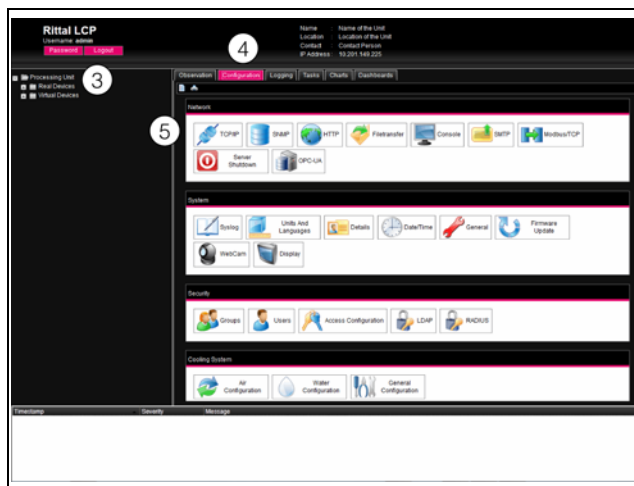 Rittal LCP
Username: admin
Password Logout
Name : Name of the Unit
Location : Location of the Unit
Contact : Contact Person
IP Address : 10.201.149.225
4
Processing Unit
Real Devices
Virtual Devices
3
Observation Configuration Logging Tasks Charts Dashboards
5
Network
TCP/IP SNMP HTTP Filetransfer Console SMTP Modbus/TCP
Server Shutdown OPC-UA
System
Syslog Units And Languages Details Date/Time General Firmware Update
WebCam Display
Security
Groups Users Access Configuration LDAP RADIUS
Cooling System
Air Configuration Water Configuration General Configuration
Timestamp Severity Message